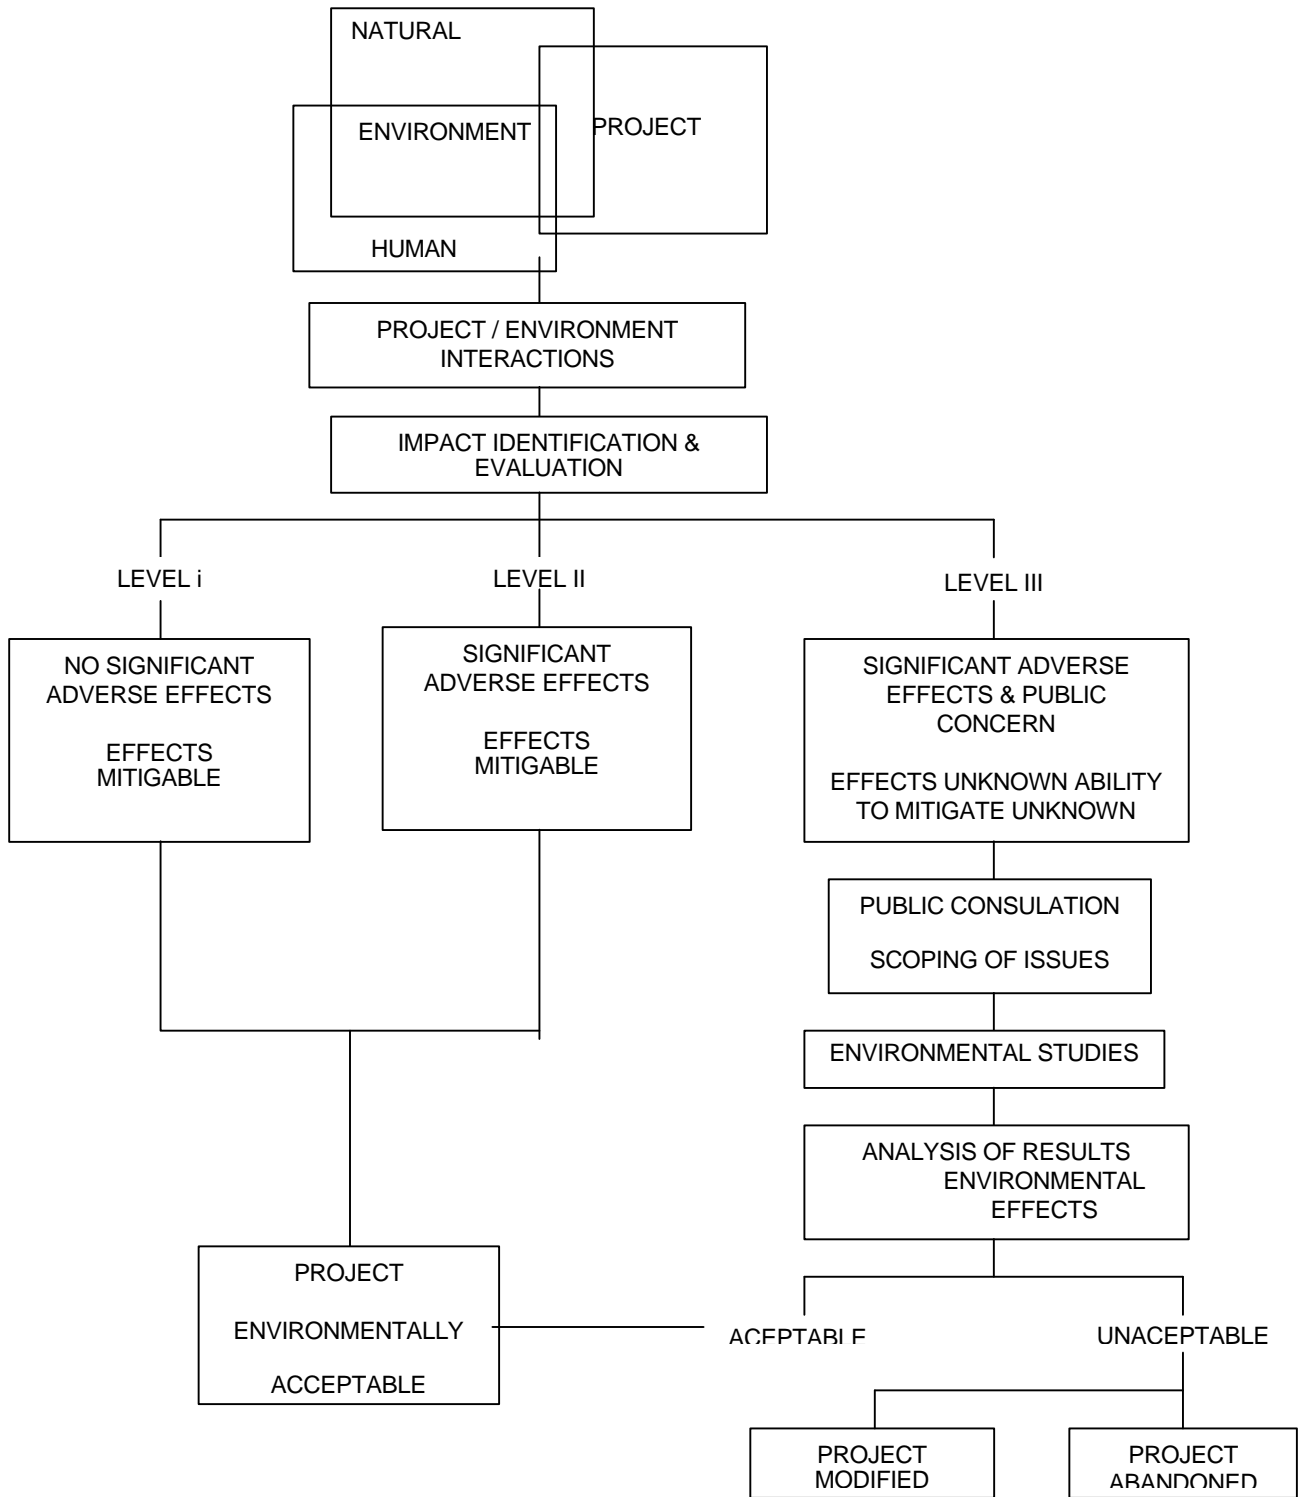 NATURAL
PROJECT
ENVIRONMENT
HUMAN
PROJECT / ENVIRONMENT
INTERACTIONS
IMPACT IDENTIFICATION &
EVALUATION
LEVEL i
LEVEL II
LEVEL III
NO SIGNIFICANT
ADVERSE EFFECTS
EFFECTS
MITIGABLE
SIGNIFICANT
ADVERSE EFFECTS
EFFECTS
MITIGABLE
SIGNIFICANT ADVERSE
EFFECTS & PUBLIC
CONCERN
EFFECTS UNKNOWN ABILITY
TO MITIGATE UNKNOWN
PUBLIC CONSULATION
SCOPING OF ISSUES
ENVIRONMENTAL STUDIES
ANALYSIS OF RESULTS
ENVIRONMENTAL
EFFECTS
PROJECT
ENVIRONMENTALLY
ACCEPTABLE
ACEPTABLE
UNACEPTABLE
PROJECT
MODIFIED
PROJECT
ABANDONED